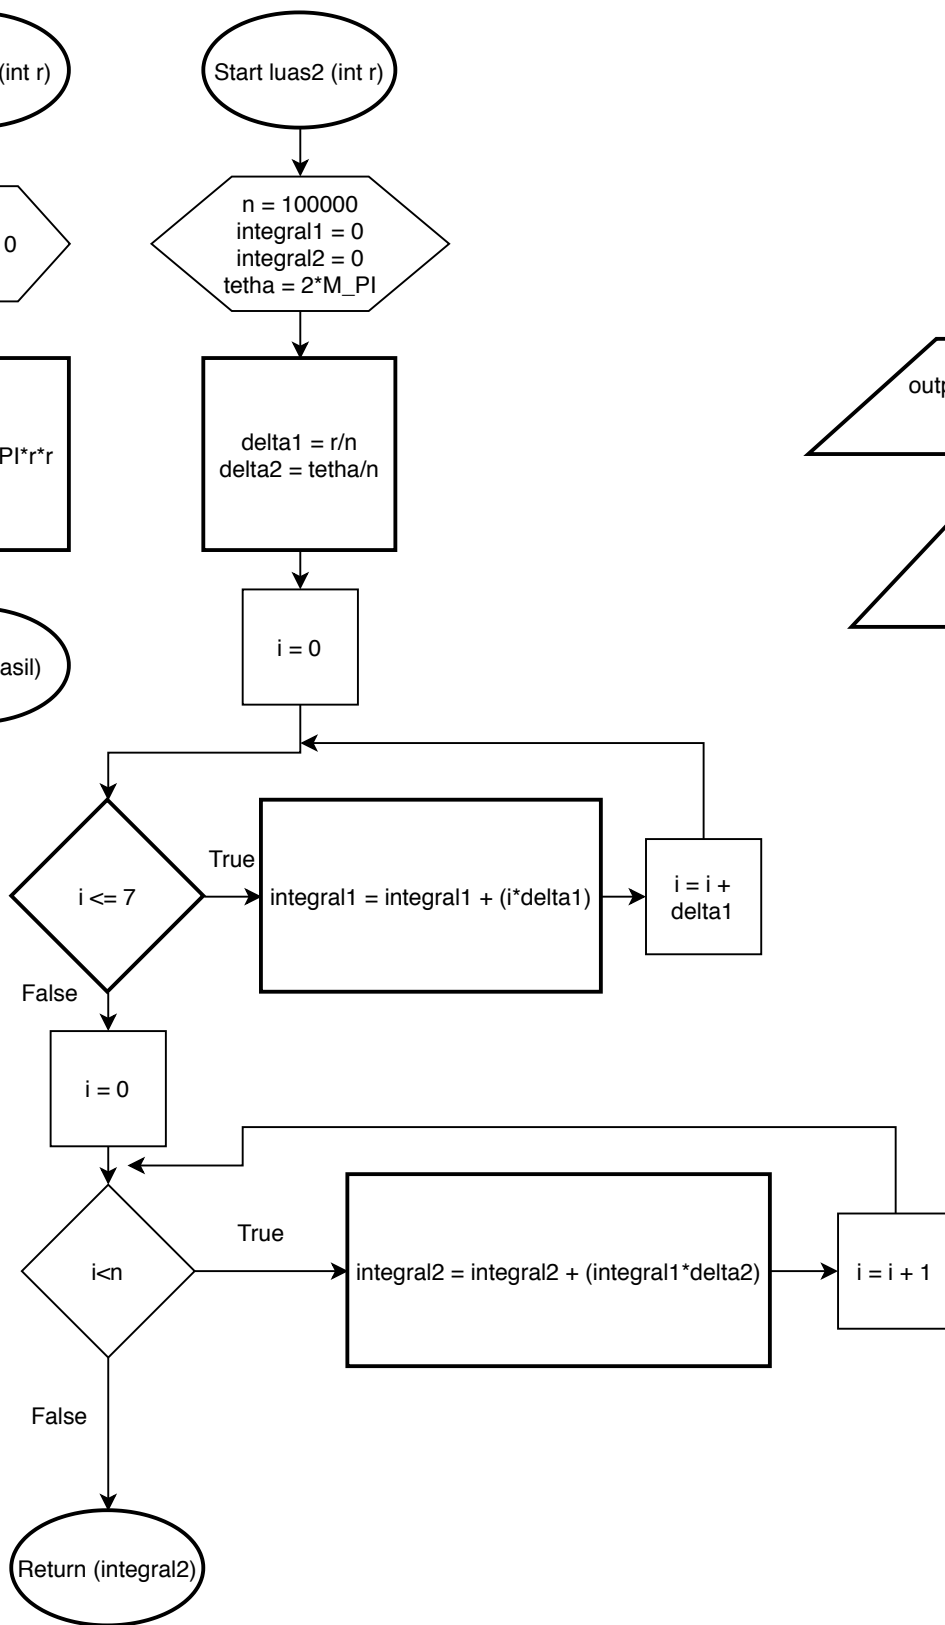 (int r)
Start luas2 (int r)
n = 100000
integral1 = 0
integral2 = 0
tetha = 2*M_PI
0
outp
delta1 = r/n
delta2 = tetha/n
PI*r*r
i = 0
asil)
i <= 7
True
integral1 = integral1 + (i*delta1)
i = i +
delta1
False
i = 0
i<n
True
integral2 = integral2 + (integral1*delta2)
i = i + 1
False
Return (integral2)